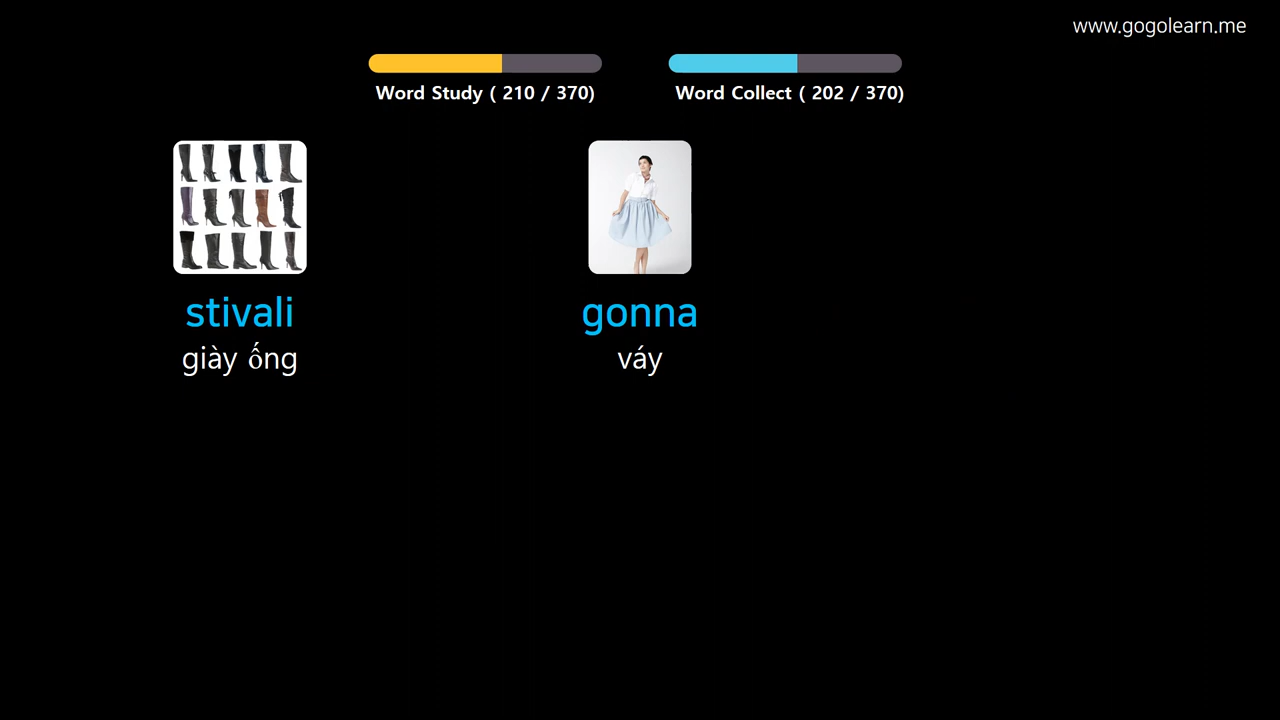 www.gogolearn.me
Word Study ( 210 / 370)
Word Collect ( 202 / 370)
stivali
giày ống
gonna
váy